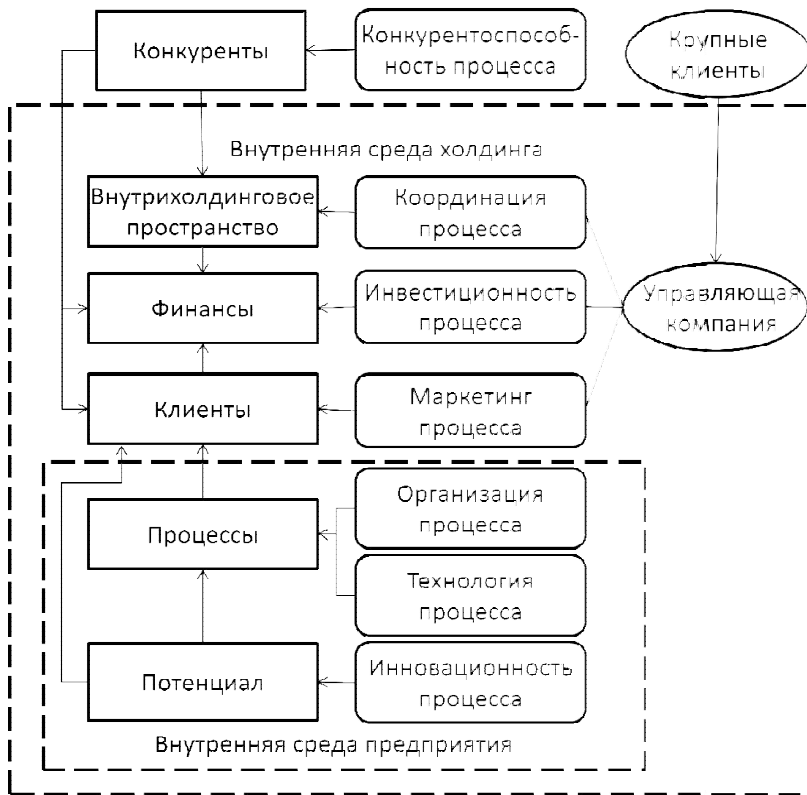 Конкуренты
Конкурентоспособ-
ность процесса
Крупные
клиенты
Внутренняя среда холдинга
Внутрихолдинговое
пространство
Координация
процесса
Финансы
Инвестиционность
процесса
Управляющая
компания
Клиенты
Маркетинг
процесса
Процессы
Организация
процесса
Технология
процесса
Потенциал
Инновационность
процесса
Внутренняя среда предприятия